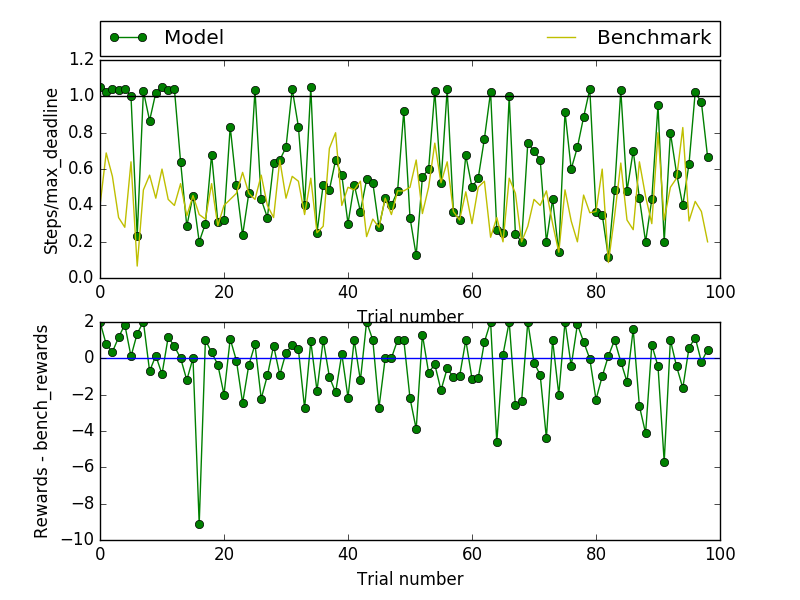 Model Benchmark
1.2
1.0
0.8
0.6
0.4
0.2
0.0
Steps/max_deadline
0 20 40 60 80 100
Trial number
2
0
−2
−4
−6
−8
−10
Rewards - bench_rewards
0 20 40 60 80 100
Trial number